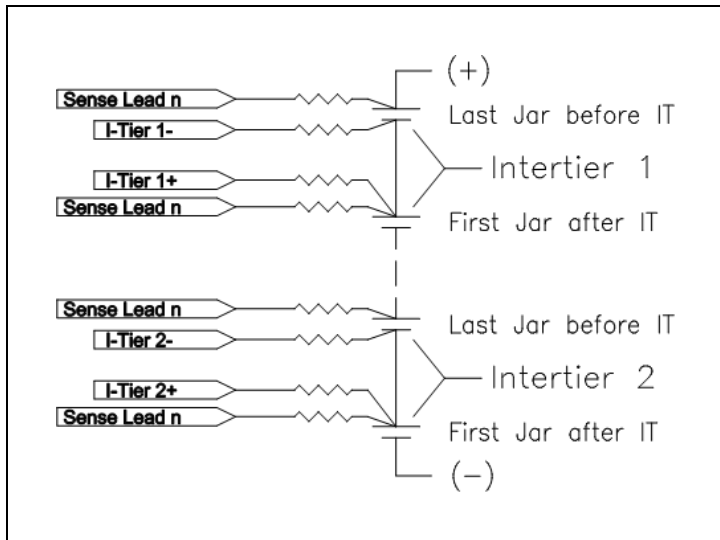 (+)
Sense Lead n
Last Jar before IT
I-Tier 1-
Intertier 1
I-Tier 1+
Sense Lead n
First Jar after IT
Sense Lead n
Last Jar before IT
I-Tier 2-
Intertier 2
I-Tier 2+
Sense Lead n
First Jar after IT
(-)